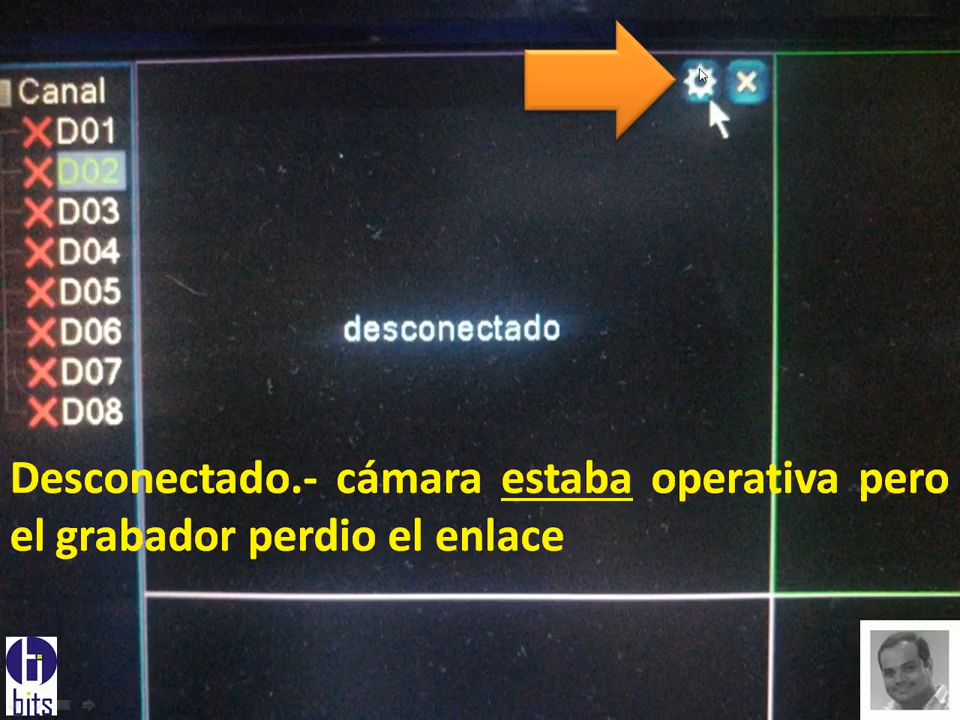 Canal
D01
D02
D03
D04
D05
D06
D07
D08
desconectado
Desconectado.- cámara estaba operativa pero
el grabador perdio el enlace
bits